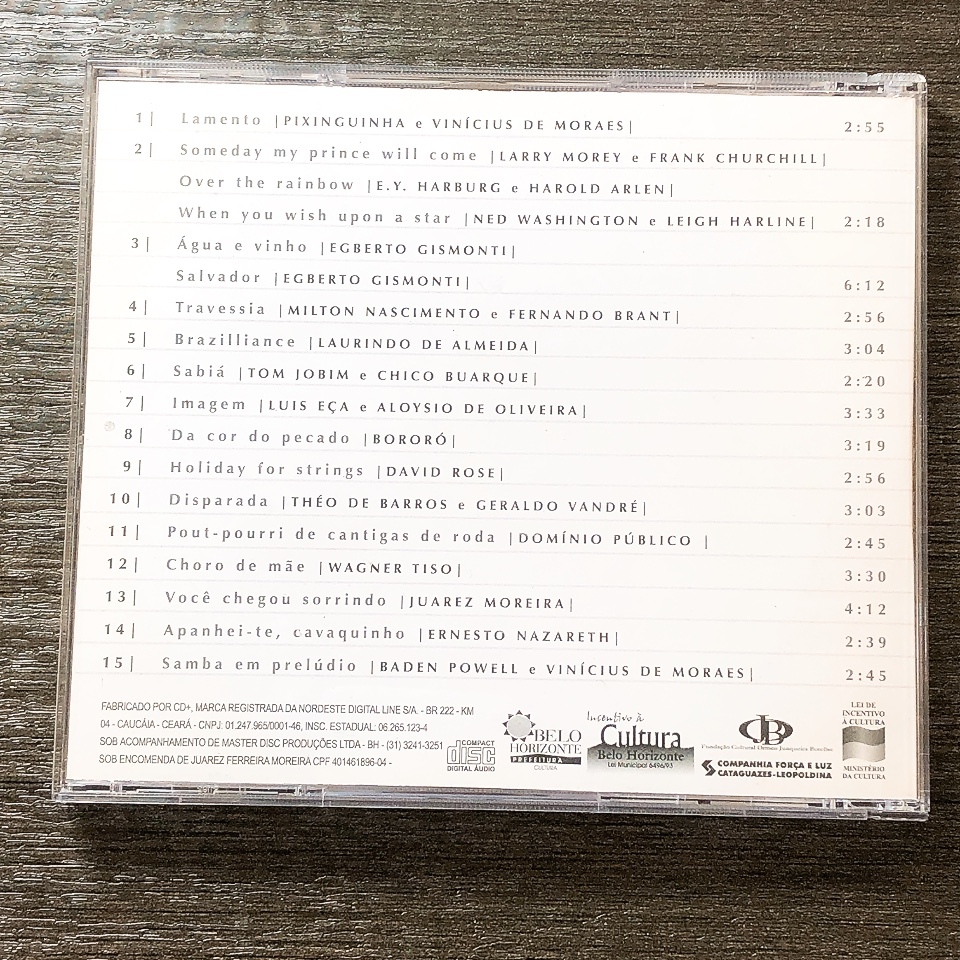 1| Lamento |PIXINGUINHA e VINÍCIUS DE MORAES| 2:55
2| Someday my prince will come |LARRY MOREY e FRANK CHURCHILL|
Over the rainbow |E.Y. HARBURG e HAROLD ARLEN|
When you wish upon a star |NED WASHINGTON e LEIGH HARLINE| 2:18
3| Água e vinho |EGBERTO GISMONTI|
Salvador |EGBERTO GISMONTI| 6:12
4| Travessia |MILTON NASCIMENTO e FERNANDO BRANT| 2:56
5| Brazilliance |LAURINDO DE ALMEIDA| 3:04
6| Sabiá |TOM JOBIM e CHICO BUARQUE| 2:20
7| Imagem |LUIS EÇA e ALOYSIO DE OLIVEIRA| 3:33
8| Da cor do pecado |BORORÓ| 3:19
9| Holiday for strings |DAVID ROSE| 2:56
10| Disparada |THÉO DE BARROS e GERALDO VANDRÉ| 3:03
11| Pout-pourri de cantigas de roda |DOMÍNIO PÚBLICO | 2:45
12| Choro de mãe |WAGNER TISO| 3:30
13| Você chegou sorrindo |JUAREZ MOREIRA| 4:12
14| Apanhei-te, cavaquinho |ERNESTO NAZARETH| 2:39
15| Samba em prelúdio |BADEN POWELL e VINÍCIUS DE MORAES| 2:45
FABRICADO POR CD+, MARCA REGISTRADA DA NORDESTE DIGITAL LINE S/A. - BR 222 - KM
04 - CAUCÁIA - CEARÁ - CNPJ: 01.247.965/0001-46, INSC. ESTADUAL: 06.265.123-4
SOB ACOMPANHAMENTO DE MASTER DISC PRODUÇÕES LTDA - BH - (31) 3241-3251
SOB ENCOMENDA DE JUAREZ FERREIRA MOREIRA CPF 401461896-04 -
COMPACT
disc
DIGITAL AUDIO
BELO
HORIZONTE
PREFEITURA
CULTURA
Incentivo à
Cultura
Belo Horizonte
Lei Municipal 6498/93
Fundação Cultural Ormeo Junqueira Botelho
COMPANHIA FORÇA E LUZ
CATAGUAZES-LEOPOLDINA
LEI DE
INCENTIVO
À CULTURA
MINISTÉRIO
DA CULTURA